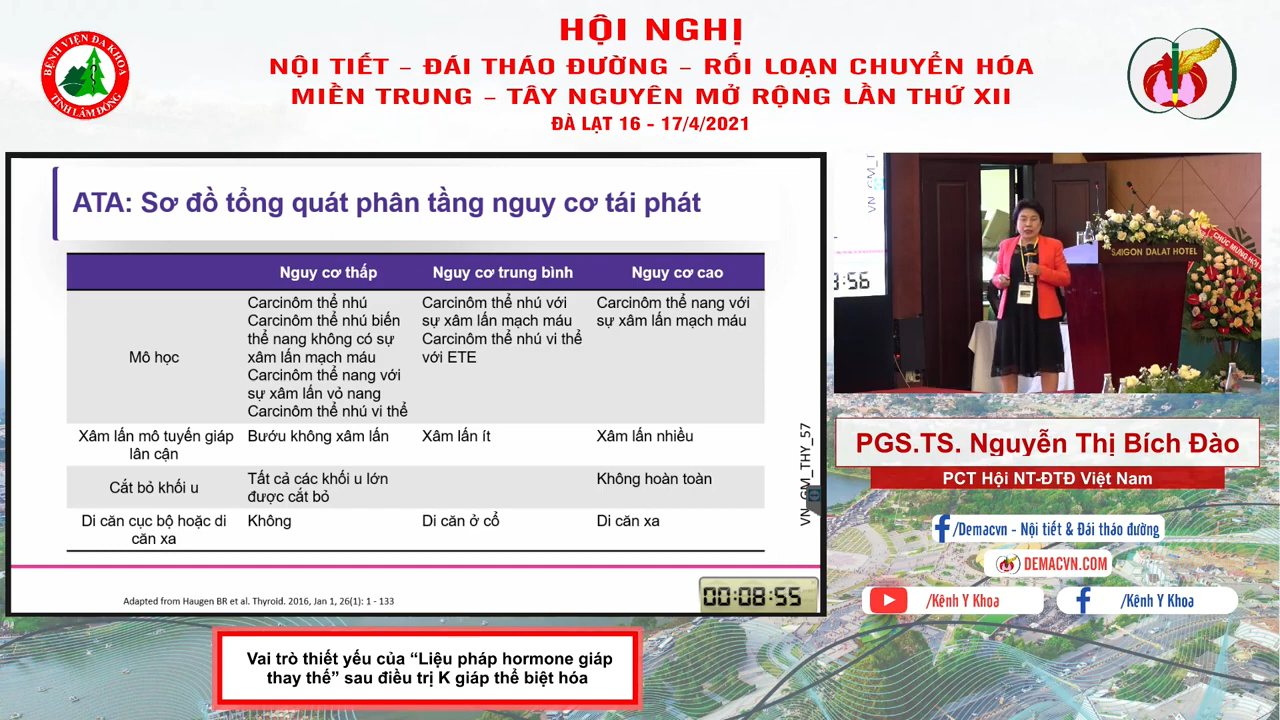 HỘI NGHỊ
NỘI TIẾT – ĐÁI THÁO ĐƯỜNG – RỐI LOẠN CHUYỂN HÓA
MIỀN TRUNG – TÂY NGUYÊN MỞ RỘNG LẦN THỨ XII
ĐÀ LẠT 16 - 17/4/2021
BỆNH VIỆN ĐA KHOA
TỈNH LÂM ĐỒNG
ATA: Sơ đồ tổng quát phân tầng nguy cơ tái phát
Nguy cơ thấp Nguy cơ trung bình Nguy cơ cao
Mô học
Carcinôm thể nhú
Carcinôm thể nhú biến
thể nang không có sự
xâm lấn mạch máu
Carcinôm thể nang với
sự xâm lấn vỏ nang
Carcinôm thể nhú vi thể
Carcinôm thể nhú với
sự xâm lấn mạch máu
Carcinôm thể nhú vi thể
với ETE
Carcinôm thể nang với
sự xâm lấn mạch máu
Xâm lấn mô tuyến giáp
lân cận
Bướu không xâm lấn
Xâm lấn ít
Xâm lấn nhiều
Cắt bỏ khối u
Tất cả các khối u lớn
được cắt bỏ
Không hoàn toàn
Di căn cục bộ hoặc di
căn xa
Không
Di căn ở cổ
Di căn xa
VN_GM_THY_57
Adapted from Haugen BR et al. Thyroid. 2016, Jan 1, 26(1): 1 - 133
00:08:55
VN_GM_T
3:56
SAIGON DALAT HOTEL
CHÚC MỪNG HỘI
PGS.TS. Nguyễn Thị Bích Đào
PCT Hội NT-ĐTĐ Việt Nam
/Demacvn - Nội tiết & Đái tháo đường
DEMACVN.COM
/Kênh Y Khoa
/Kênh Y Khoa
Vai trò thiết yếu của “Liệu pháp hormone giáp
thay thế” sau điều trị K giáp thể biệt hóa